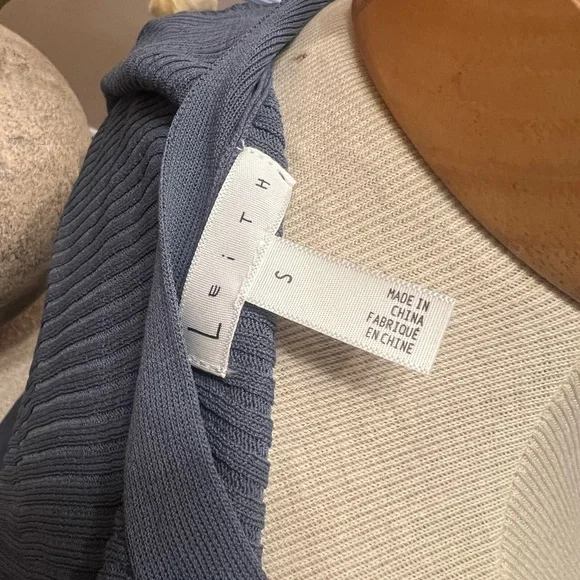 LeiTH
S
MADE IN
CHINA
FABRIQUÉ
EN CHINE